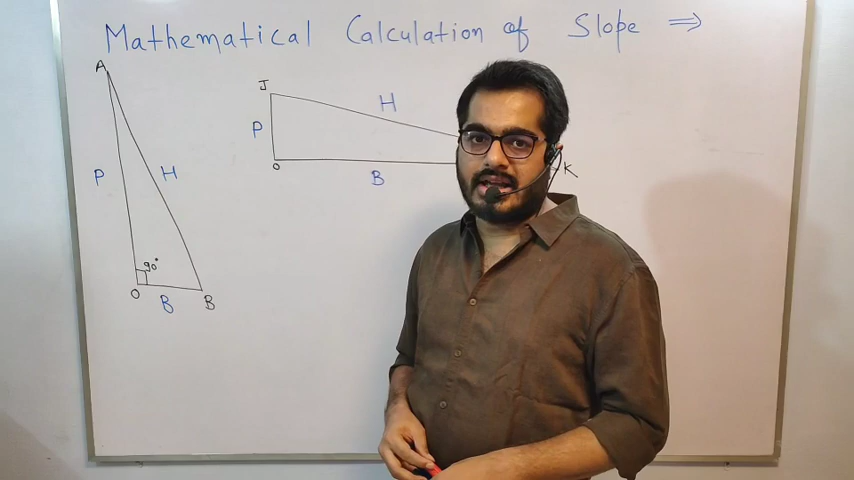 Mathematical Calculation of Slope ⇒
A
J
H
P
P
H
O
B
K
90°
O
B
B